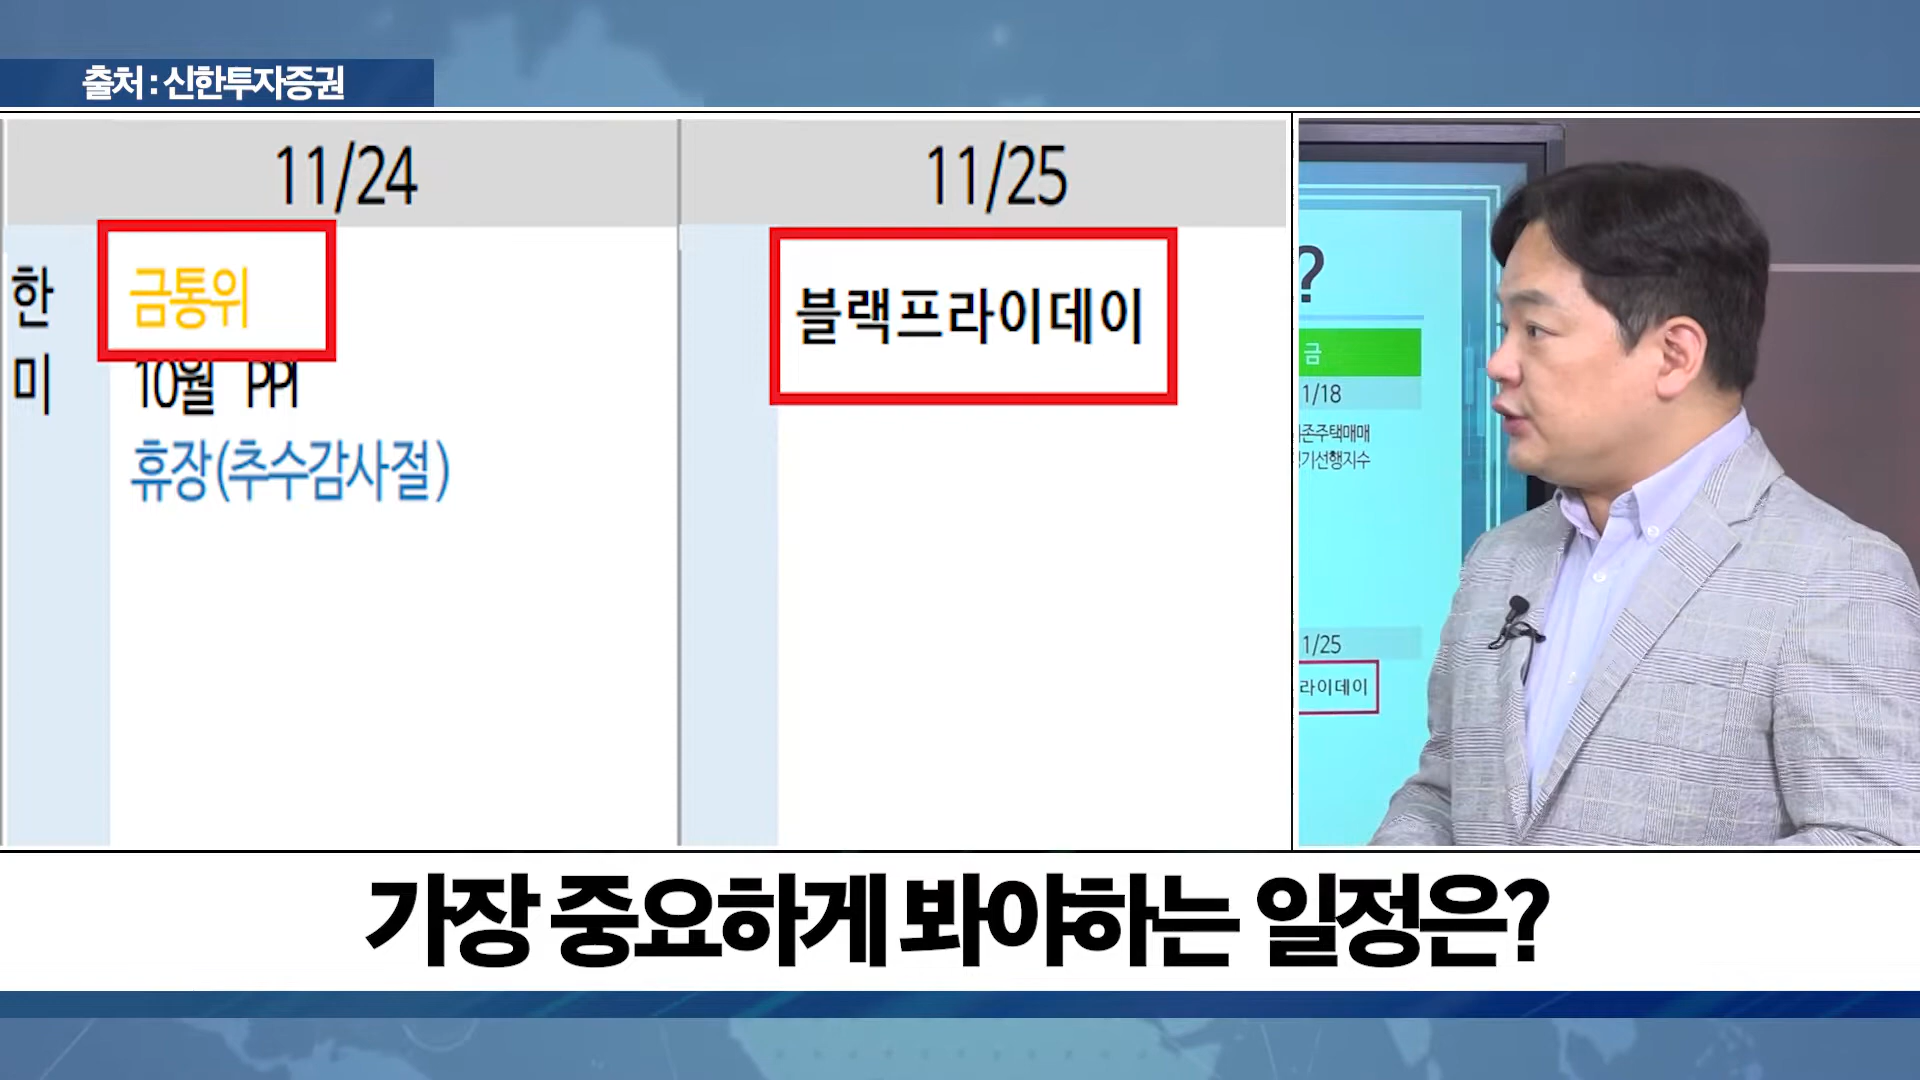 출처 : 신한투자증권
11/24
11/25
한
금통위
미
10월 PPI
휴장(추수감사절)
블랙프라이데이
?
금
1/18
존주택매매
기선행지수
1/25
라이데이
가장 중요하게 봐야하는 일정은?